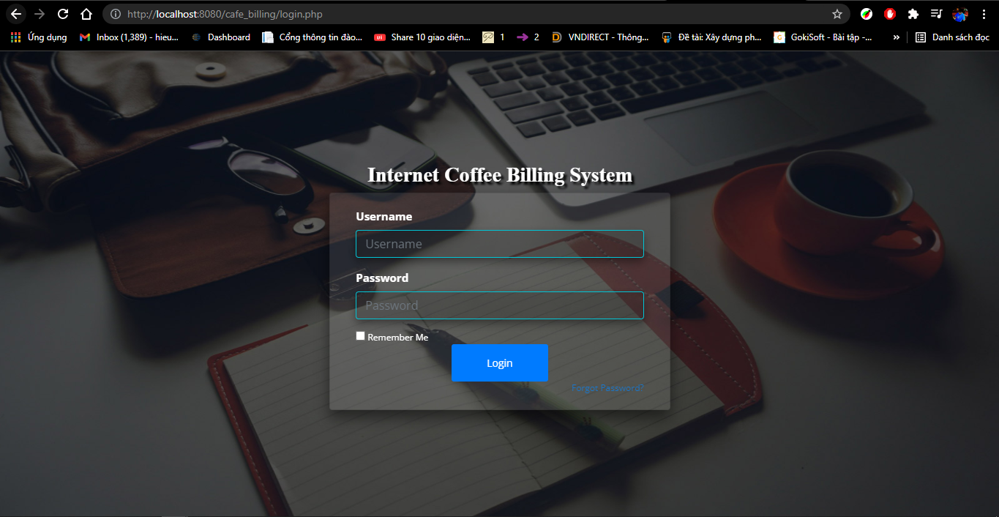 http://localhost:8080/cafe_billing/login.php
Ứng dụng Inbox (1,389) - hieu... Dashboard Cổng thông tin đào... Share 10 giao diện... 1 2 VNDIRECT - Thông... Đề tài: Xây dựng ph... GokiSoft - Bài tập -... » Danh sách đọc
Internet Coffee Billing System
Username
Username
Password
Password
Remember Me
Login
Forgot Password?